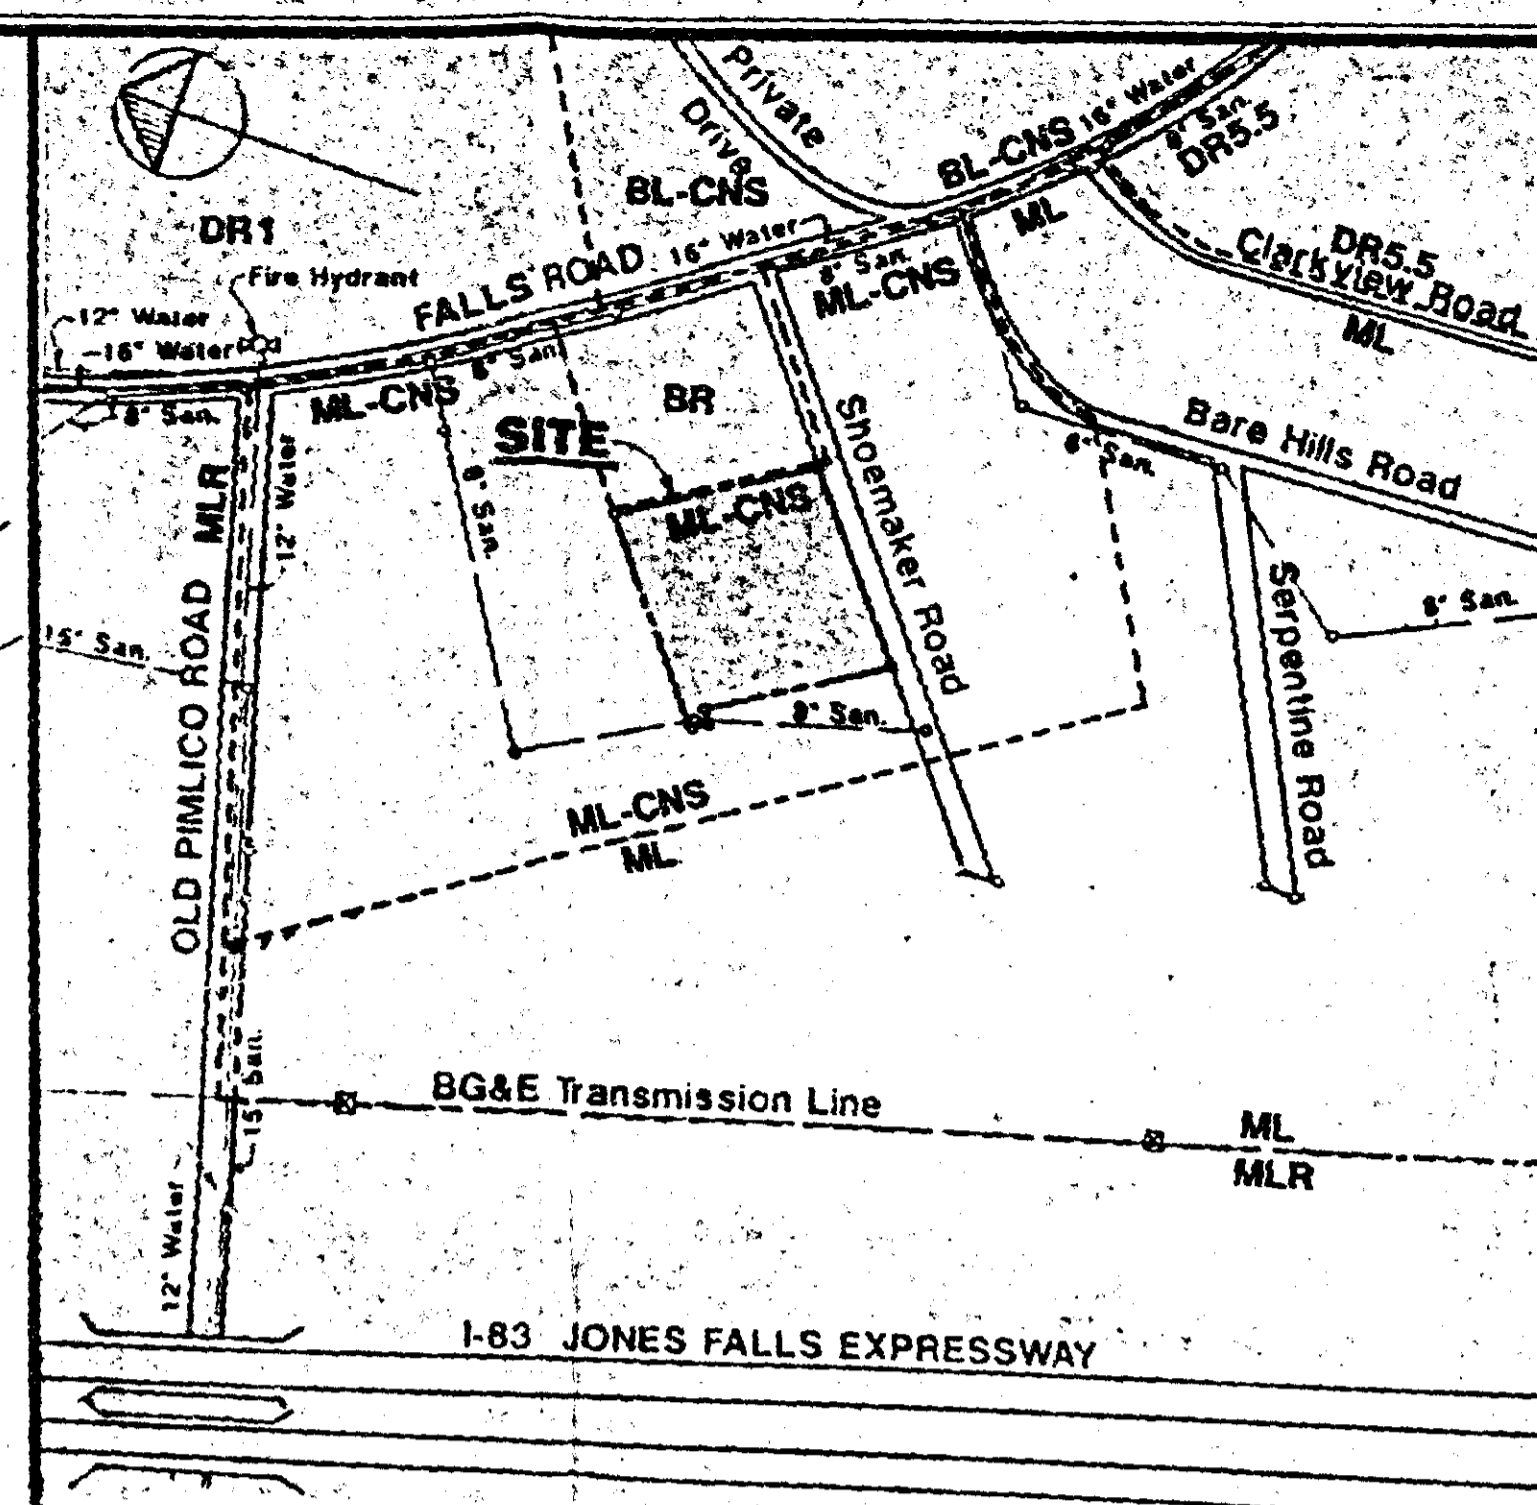 Private
Drive
16" Water
BL-CNS
8" San.
DR5.5
BL-CNS
ML
DR1
16" Water
DR5.5
Clarkview Road
ML
Fire Hydrant
FALLS ROAD
8" San.
ML-CNS
12" Water
16" Water
8" San.
ML-CNS
8" San.
BR
SITE
Shoemaker Road
Bare Hills Road
8" San.
MLR
12" Water
8" San.
ML-CNS
Serpentine Road
8" San.
15" San.
OLD PIMLICO ROAD
8" San.
ML-CNS
ML
15" San.
BG&E Transmission Line
ML
MLR
12" Water
I-83 JONES FALLS EXPRESSWAY